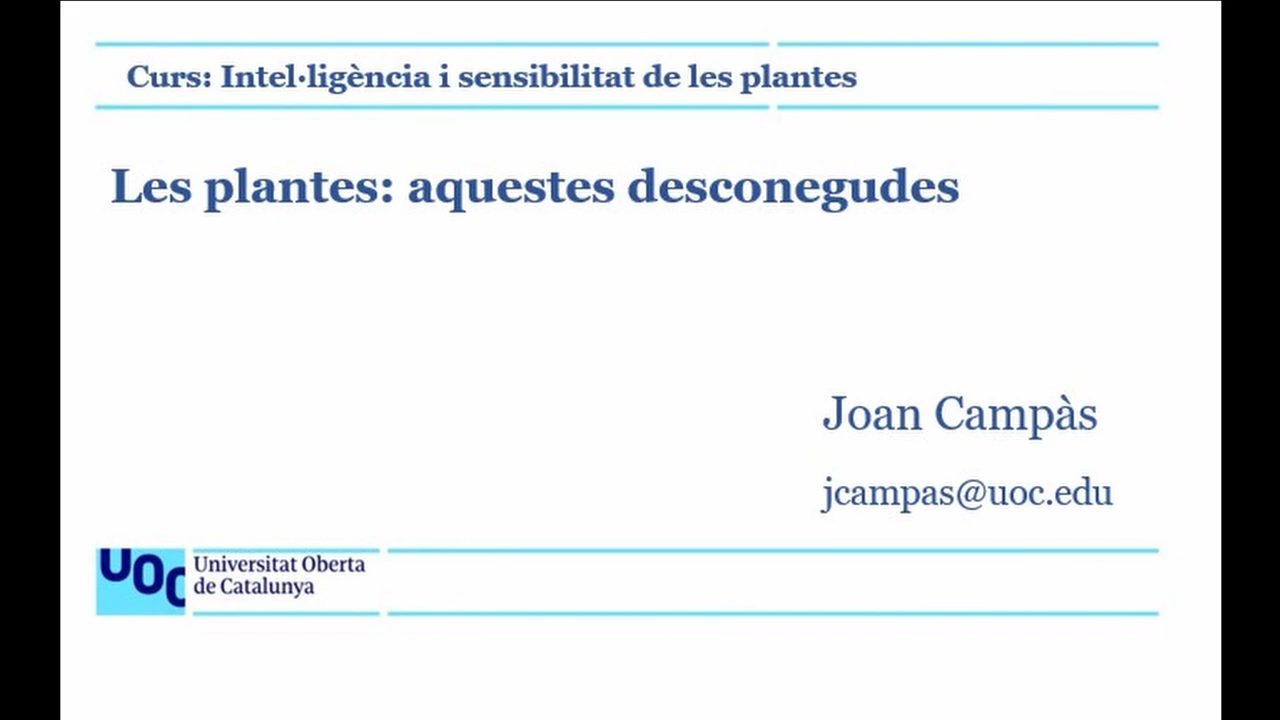 Curs: Intel·ligència i sensibilitat de les plantes
Les plantes: aquestes desconegudes
Joan Campàs
jcampas@uoc.edu
UOC
Universitat Oberta
de Catalunya